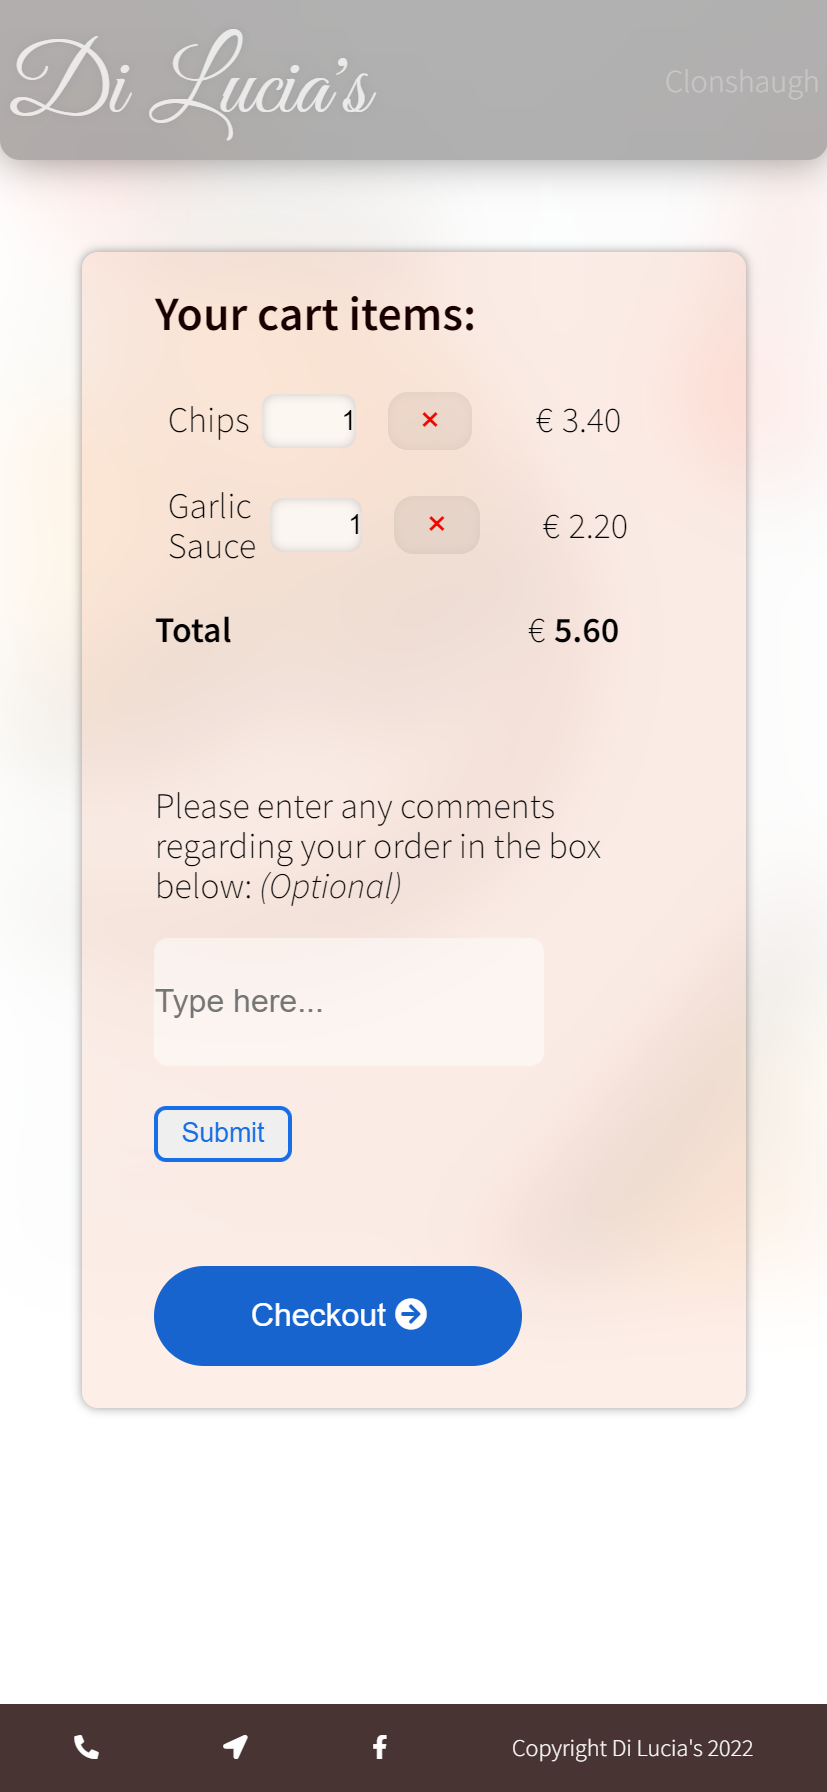 Di Lucia's
Clonshaugh
Your cart items:
Chips 1 × € 3.40
Garlic
Sauce 1 × € 2.20
Total € 5.60
Please enter any comments
regarding your order in the box
below: (Optional)
Type here...
Submit
Checkout
Copyright Di Lucia's 2022